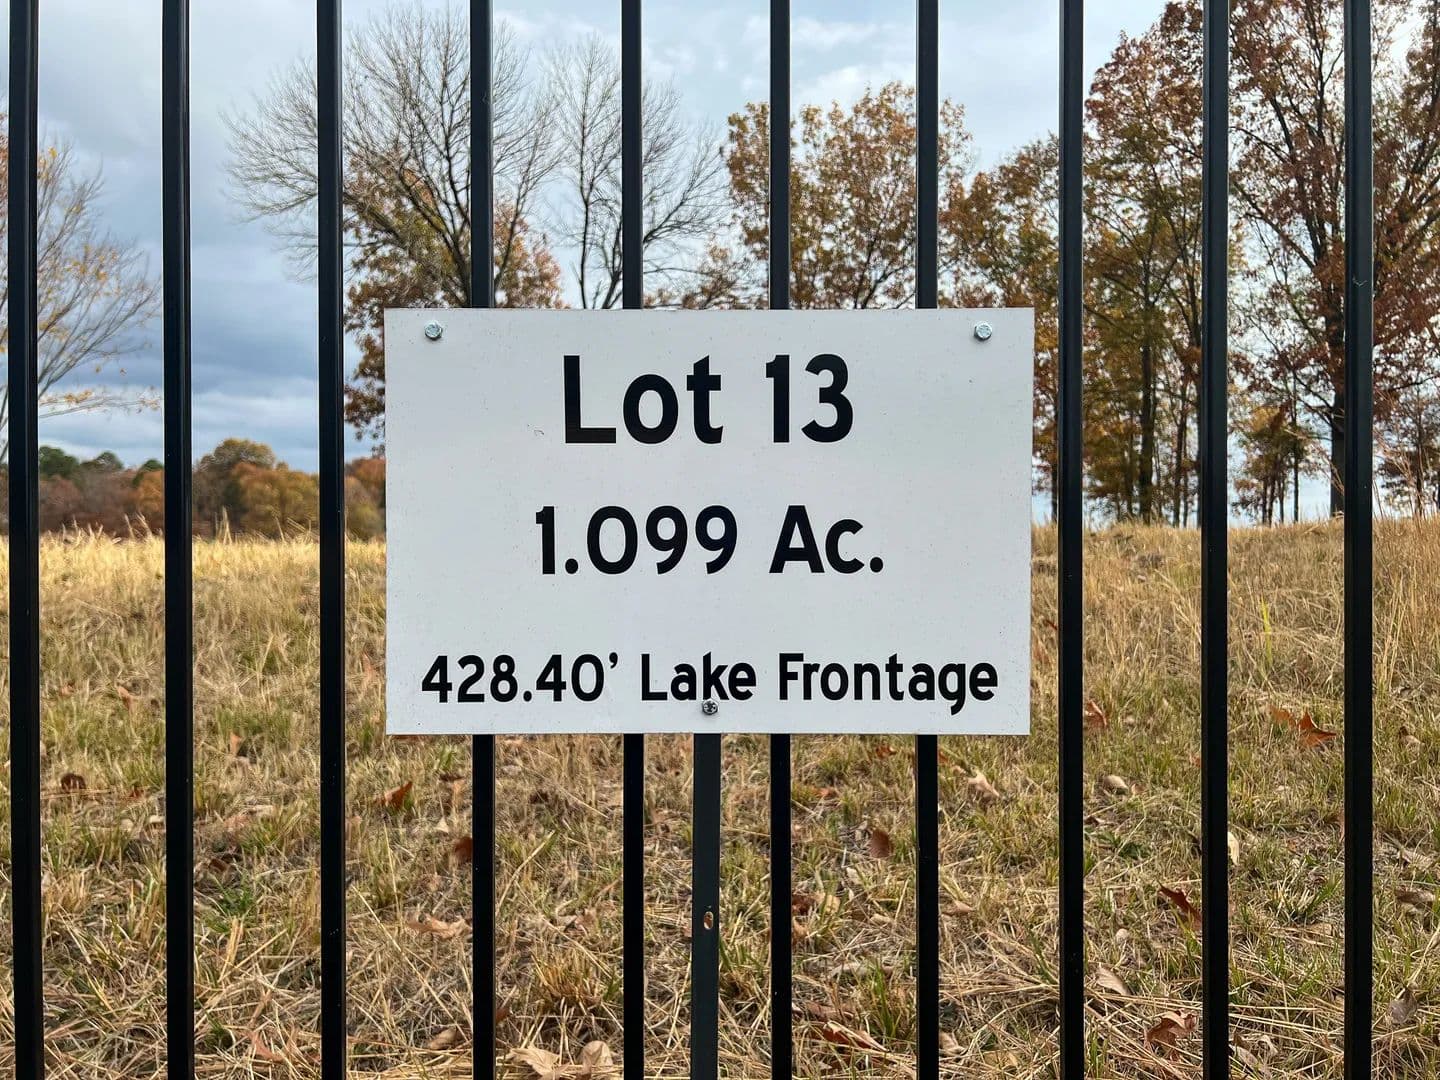 Lot 13
1.099 Ac.
428.40' Lake Frontage